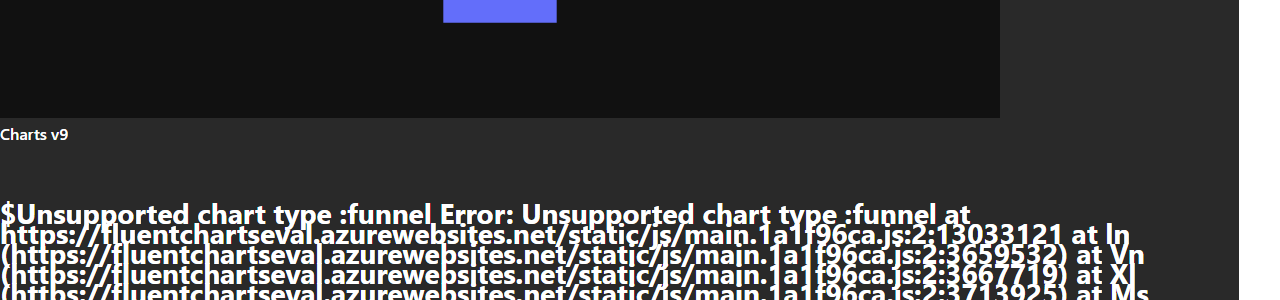 Charts v9
$Unsupported chart type :funnel Error: Unsupported chart type :funnel at
https://fluentchartseval.azurewebsites.net/static/js/main.1a1f96ca.js:2:13033121 at ln
(https://fluentchartseval.azurewebsites.net/static/js/main.1a1f96ca.js:2:3659532) at Vn
(https://fluentchartseval.azurewebsites.net/static/js/main.1a1f96ca.js:2:3667719) at Xl
(https://fluentchartseval.azurewebsites.net/static/js/main.1a1f96ca.js:2:3713925) at Ms